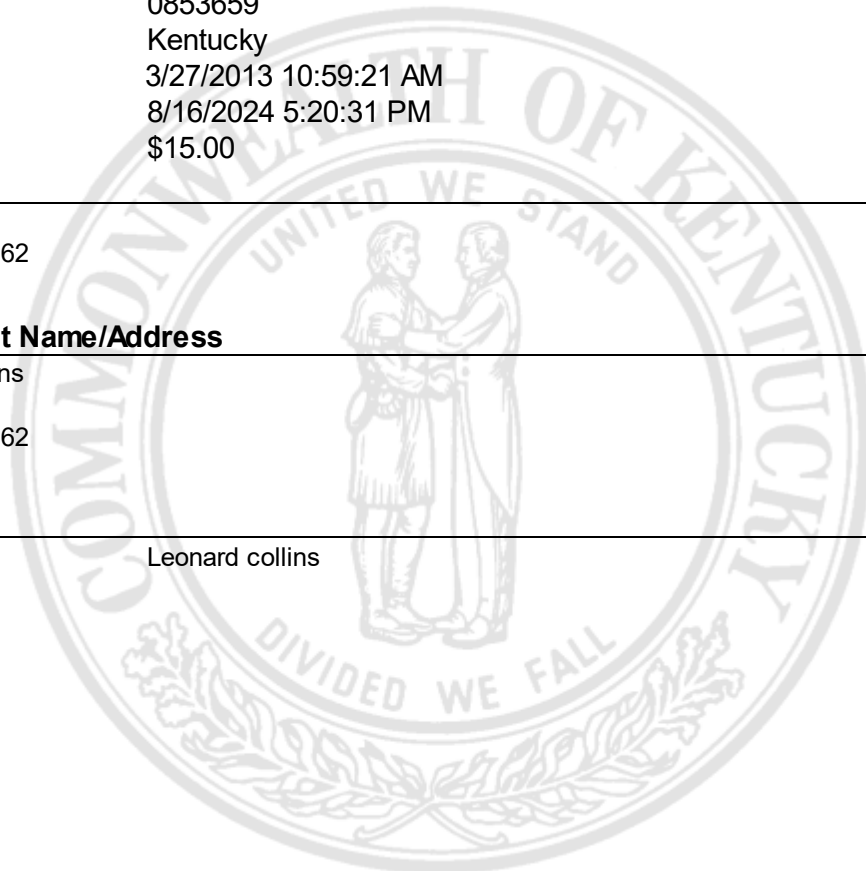 0853659
Kentucky
3/27/2013 10:59:21 AM
8/16/2024 5:20:31 PM
$15.00
62
t Name/Address
ns
62
Leonard collins
COMMONWEALTH OF KENTUCKY
UNITED WE STAND
DIVIDED WE FALL